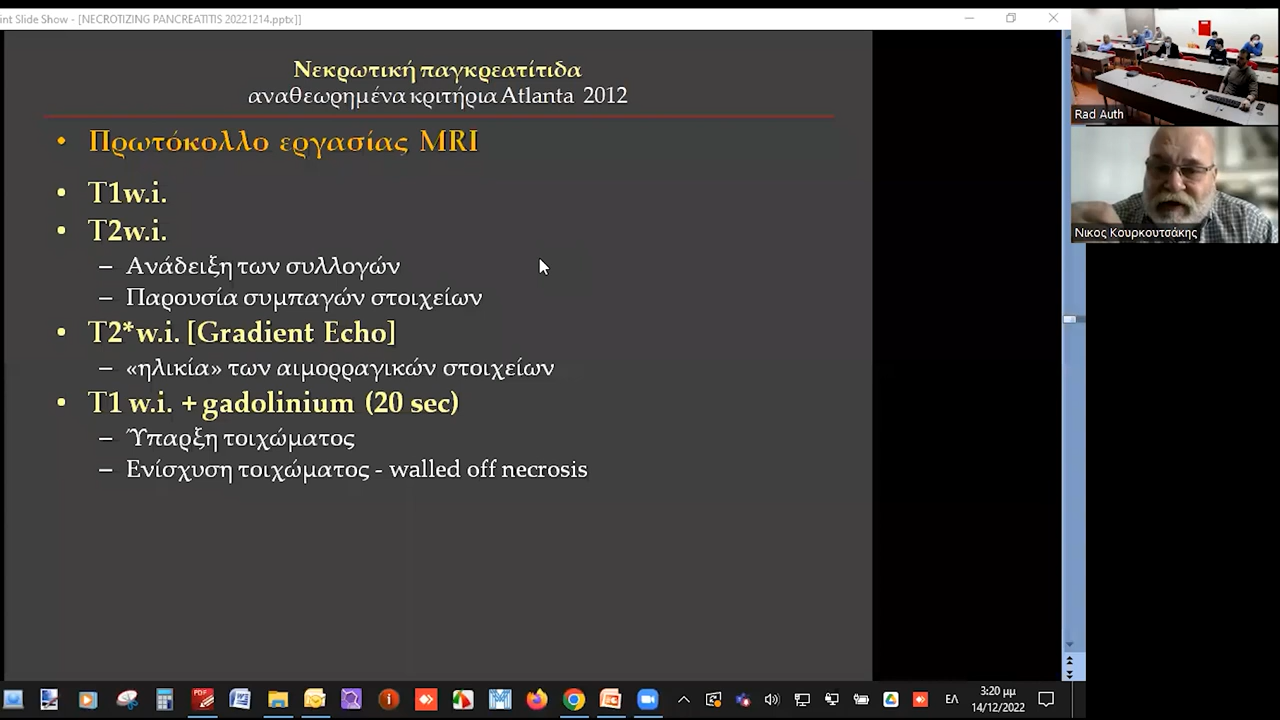 int Slide Show - [NECROTIZING PANCREATITIS 20221214.pptx]]
Νεκρωτική παγκρεατίτιδα
αναθεωρημένα κριτήρια Atlanta 2012
• Πρωτόκολλο εργασίας MRI
• T1w.i.
• T2w.i.
– Ανάδειξη των συλλογών
– Παρουσία συμπαγών στοιχείων
• T2*w.i. [Gradient Echo]
– «ηλικία» των αιμορραγικών στοιχείων
• T1 w.i. + gadolinium (20 sec)
– Ύπαρξη τοιχώματος
– Ενίσχυση τοιχώματος - walled off necrosis
Rad Auth
Νικος Κουρκουτσάκης
PDF
ΕΛ
3:20 μμ
14/12/2022